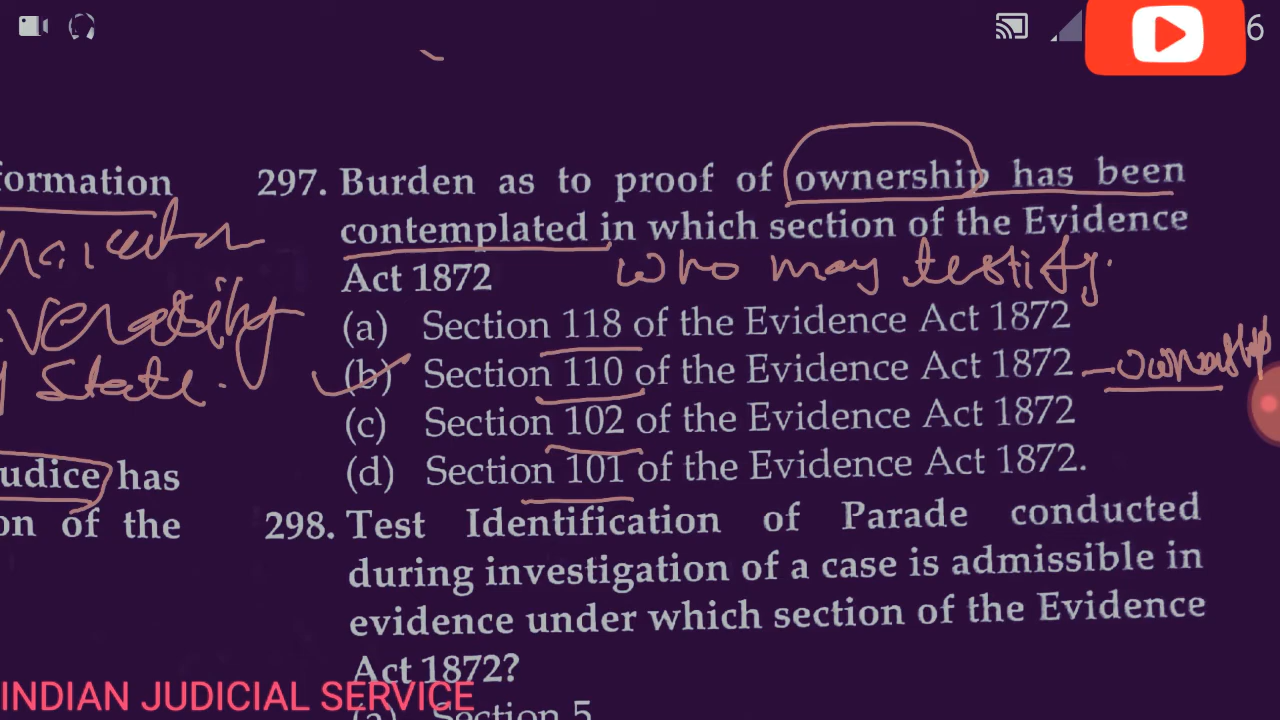 6
formation
297. Burden as to proof of ownership has been
contemplated in which section of the Evidence
Act 1872
who may testify.
(a) Section 118 of the Evidence Act 1872
(b) Section 110 of the Evidence Act 1872 - ownership
(c) Section 102 of the Evidence Act 1872
(d) Section 101 of the Evidence Act 1872.
State.
udice has
on of the
298. Test Identification of Parade conducted
during investigation of a case is admissible in
evidence under which section of the Evidence
Act 1872?
(a) Section 5
INDIAN JUDICIAL SERVICE